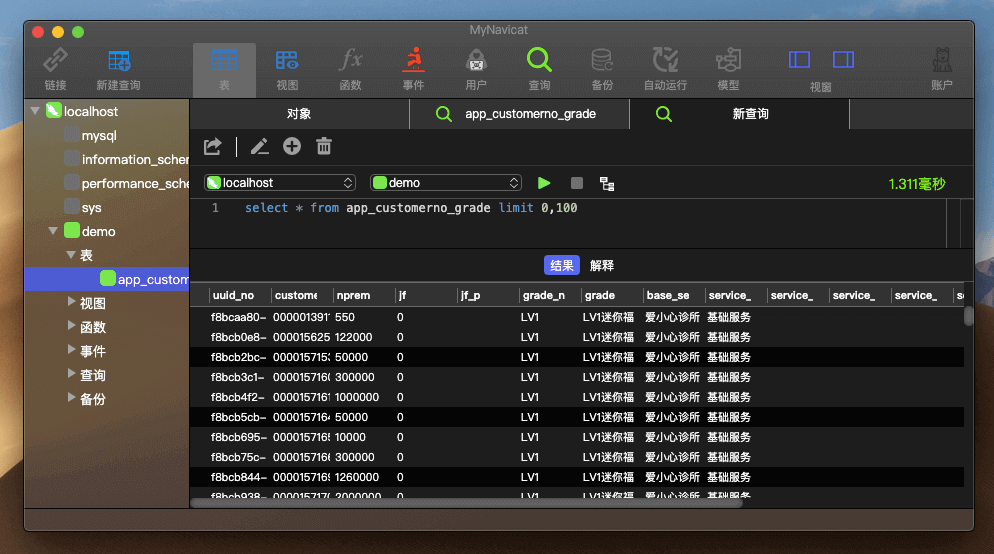 MyNavicat
链接 新建查询 表 视图 函数 事件 用户 查询 备份 自动运行 模型 视窗 账户
localhost
mysql
information_schem
performance_sche
sys
demo
表
app_custom
视图
函数
事件
查询
备份
对象 app_customerno_grade 新查询
localhost demo 1.311毫秒
1 select * from app_customerno_grade limit 0,100
结果 解释
uuid_no custome nprem jf jf_p grade_n grade base_se service_ service_ service_ service_
f8bcaa80- 0000013911 550 0 LV1 LV1迷你福 爱小心诊所 基础服务
f8bcb0e8- 000015625 122000 0 LV1 LV1迷你福 爱小心诊所 基础服务
f8bcb2bc- 0000157153 50000 0 LV1 LV1迷你福 爱小心诊所 基础服务
f8bcb3c1- 0000157160 300000 0 LV1 LV1迷你福 爱小心诊所 基础服务
f8bcb4f2- 0000157161 1000000 0 LV1 LV1迷你福 爱小心诊所 基础服务
f8bcb5cb- 0000157164 50000 0 LV1 LV1迷你福 爱小心诊所 基础服务
f8bcb695- 0000157165 10000 0 LV1 LV1迷你福 爱小心诊所 基础服务
f8bcb75c- 0000157166 300000 0 LV1 LV1迷你福 爱小心诊所 基础服务
f8bcb844- 0000157169 1260000 0 LV1 LV1迷你福 爱小心诊所 基础服务
f8bcb938- 0000157170 2000000 0 LV1 LV1迷你福 爱小心诊所 基础服务